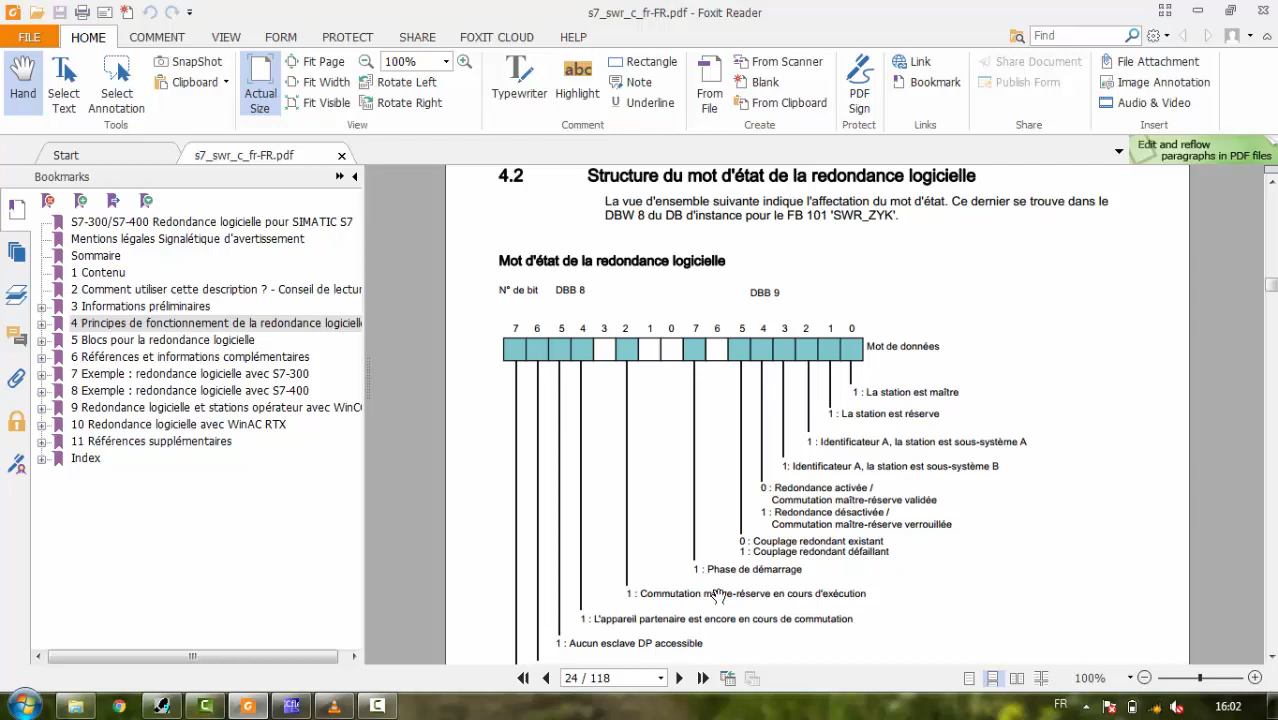 s7_swr_c_fr-FR.pdf - Foxit Reader
FILE HOME COMMENT VIEW FORM PROTECT SHARE FOXIT CLOUD HELP
Find
Hand
Select Text
Select Annotation
SnapShot
Clipboard
Tools
Actual Size
Fit Page
Fit Width
Fit Visible
100%
Rotate Left
Rotate Right
View
Typewriter
Highlight
Rectangle
Note
Underline
Comment
From File
From Scanner
Blank
From Clipboard
Create
PDF Sign
Protect
Link
Bookmark
Links
Share Document
Publish Form
Share
File Attachment
Image Annotation
Audio & Video
Insert
Start
s7_swr_c_fr-FR.pdf
Edit and reflow
paragraphs in PDF files
Bookmarks
S7-300/S7-400 Redondance logicielle pour SIMATIC S7
Mentions légales Signalétique d'avertissement
Sommaire
1 Contenu
2 Comment utiliser cette description ? - Conseil de lectur
3 Informations préliminaires
4 Principes de fonctionnement de la redondance logiciell
5 Blocs pour la redondance logicielle
6 Références et informations complémentaires
7 Exemple : redondance logicielle avec S7-300
8 Exemple : redondance logicielle avec S7-400
9 Redondance logicielle et stations opérateur avec WinC
10 Redondance logicielle avec WinAC RTX
11 Références supplémentaires
Index
4.2 Structure du mot d'état de la redondance logicielle
La vue d'ensemble suivante indique l'affectation du mot d'état. Ce dernier se trouve dans le
DBW 8 du DB d'instance pour le FB 101 'SWR_ZYK'.
Mot d'état de la redondance logicielle
N° de bit DBB 8 DBB 9
7 6 5 4 3 2 1 0 7 6 5 4 3 2 1 0
Mot de données
1 : La station est maître
1 : La station est réserve
1 : Identificateur A, la station est sous-système A
1: Identificateur A, la station est sous-système B
0 : Redondance activée /
Commutation maître-réserve validée
1 : Redondance désactivée /
Commutation maître-réserve verrouillée
0 : Couplage redondant existant
1 : Couplage redondant défaillant
1 : Phase de démarrage
1 : Commutation maître-réserve en cours d'exécution
1 : L'appareil partenaire est encore en cours de commutation
1 : Aucun esclave DP accessible
24 / 118
100%
FR
16:02